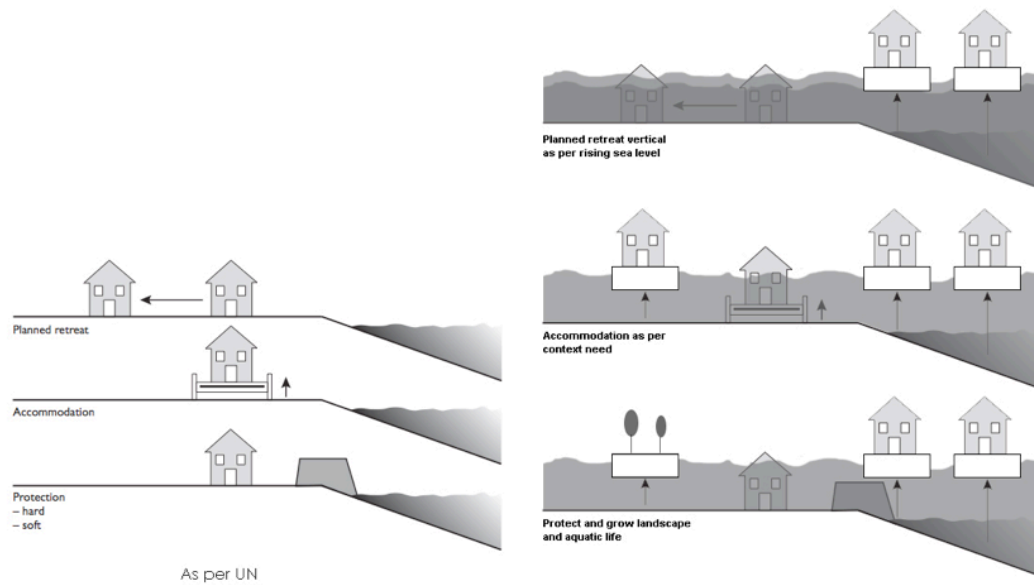 Planned retreat
Accommodation
Protection
– hard
– soft
As per UN
Planned retreat vertical
as per rising sea level
Accommodation as per
context need
Protect and grow landscape
and aquatic life